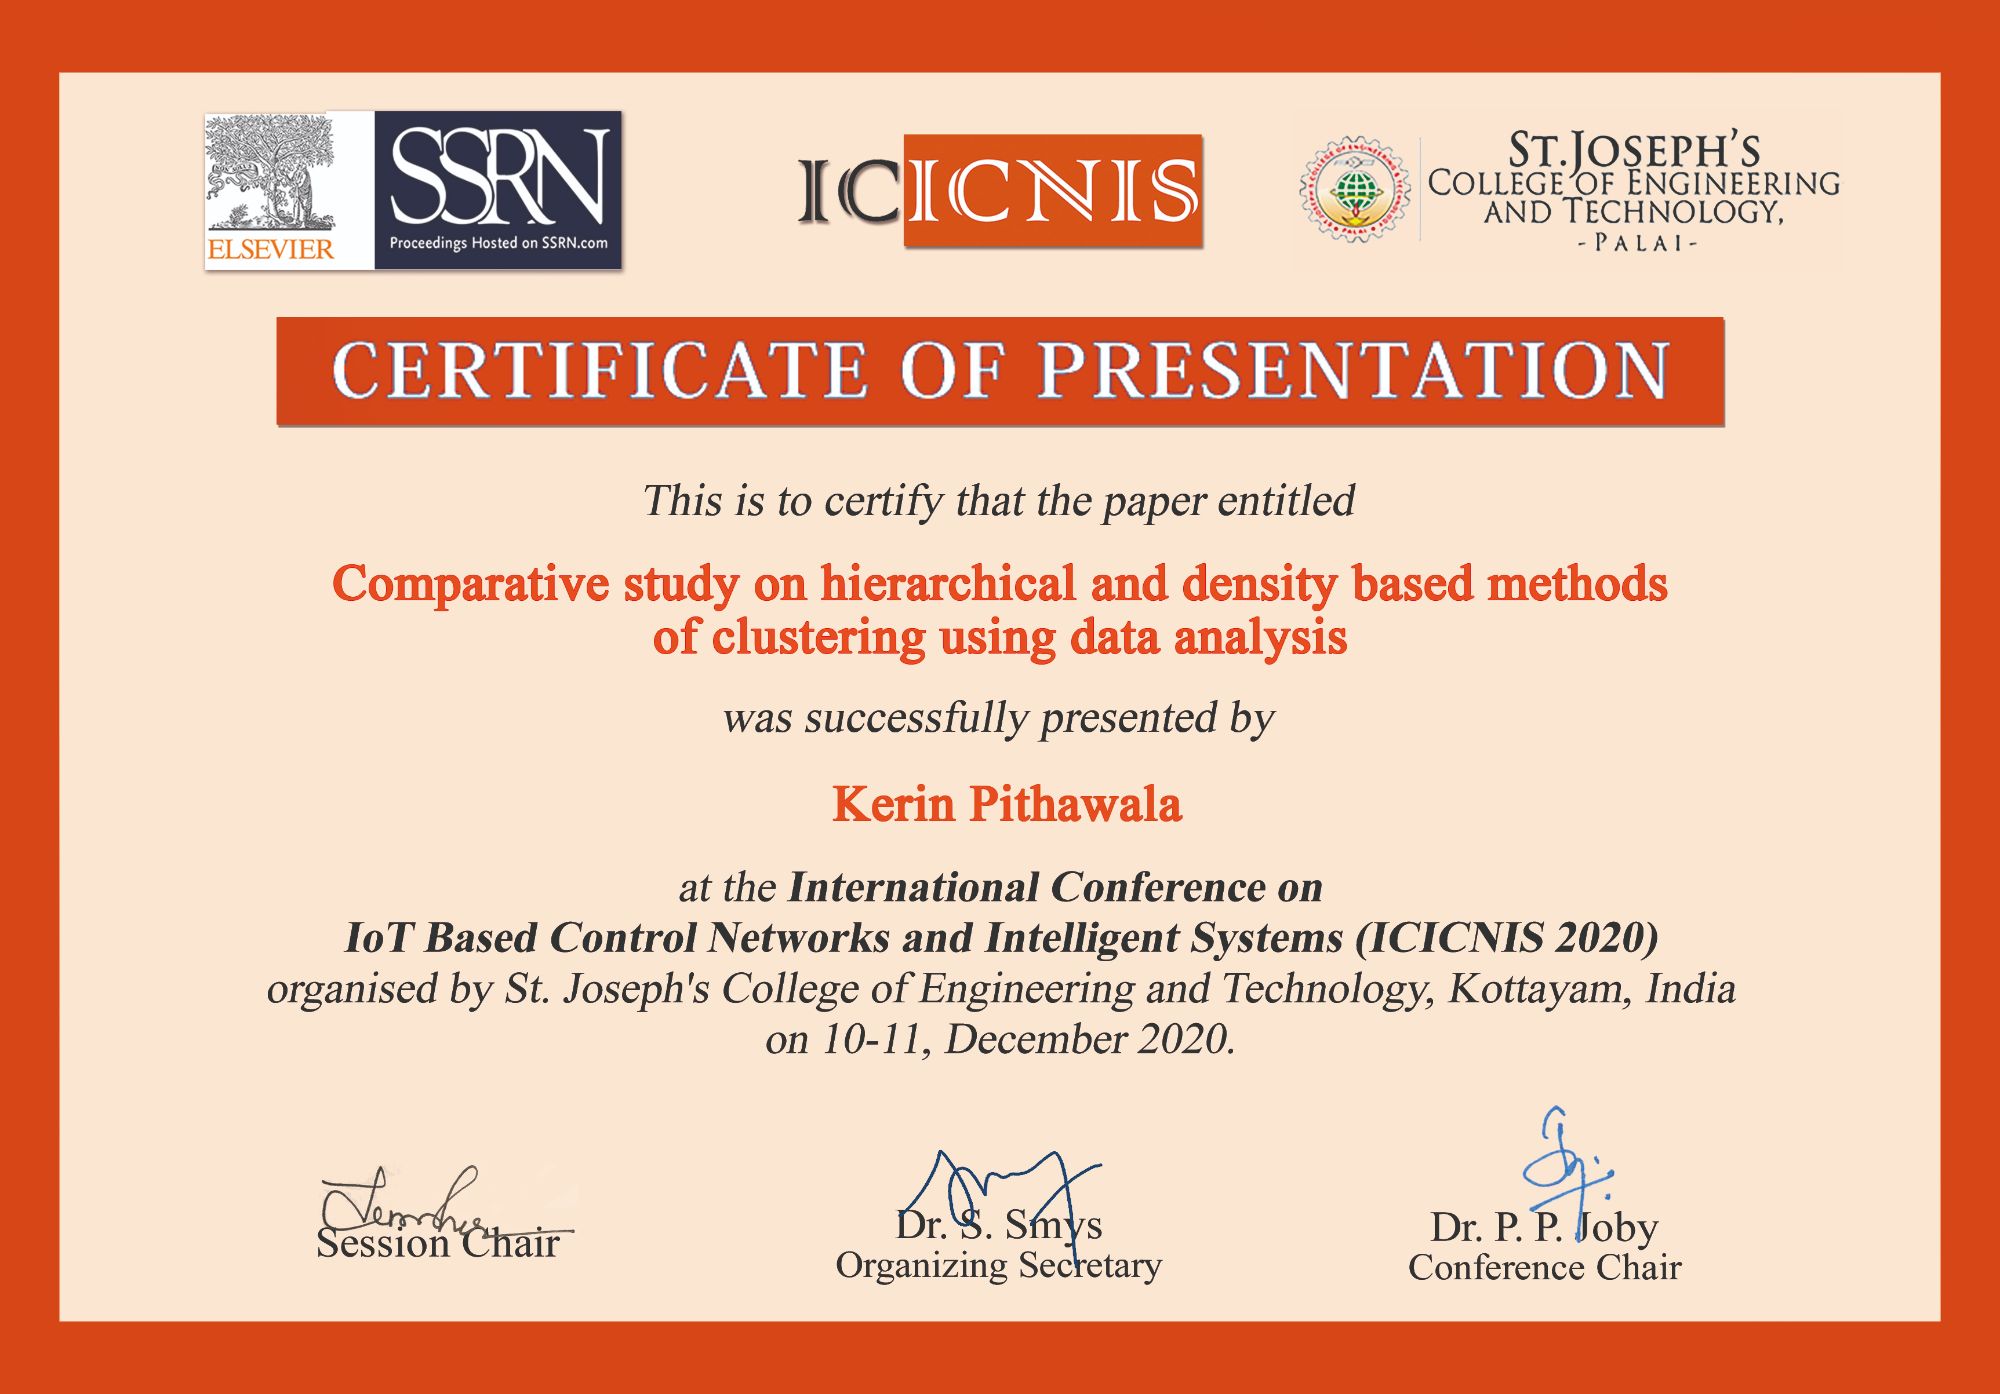 ELSEVIER
SSRN
Proceedings Hosted on SSRN.com
ICICNIS
ST.JOSEPH'S
COLLEGE OF ENGINEERING
AND TECHNOLOGY,
- PALAI -
CERTIFICATE OF PRESENTATION
This is to certify that the paper entitled
Comparative study on hierarchical and density based methods
of clustering using data analysis
was successfully presented by
Kerin Pithawala
at the International Conference on
IoT Based Control Networks and Intelligent Systems (ICICNIS 2020)
organised by St. Joseph's College of Engineering and Technology, Kottayam, India
on 10-11, December 2020.
Session Chair
Dr. S. Smys
Organizing Secretary
Dr. P. P. Joby
Conference Chair